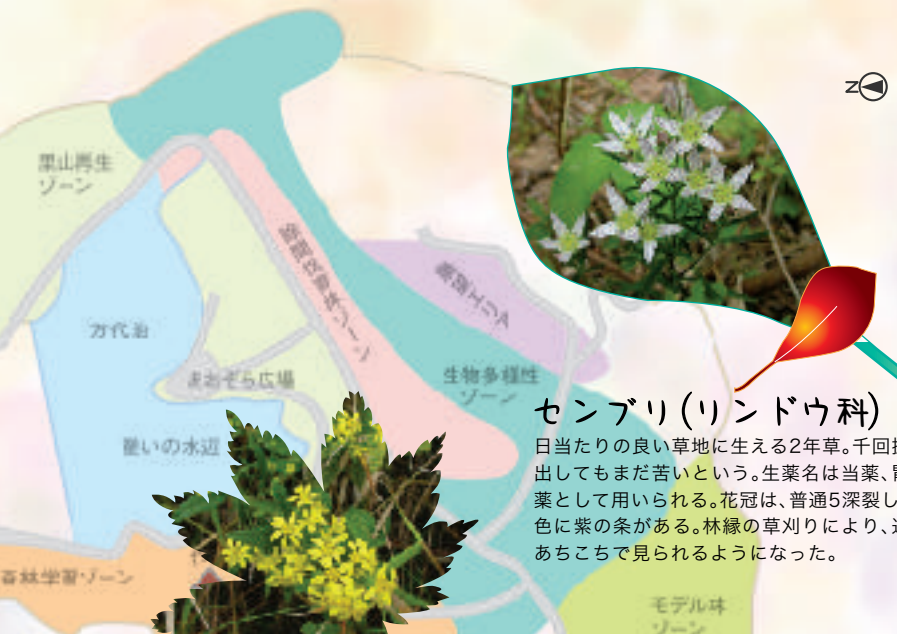 N
里山再生
ゾーン
万代池
あおぞら広場
憩いの水辺
生物多様性
ゾーン
森林学習ゾーン
モデル林
ゾーン
センブリ(リンドウ科)
日当たりの良い草地に生える2年草。千回振
出してもまだ苦いという。生薬名は当薬、胃
薬として用いられる。花冠は、普通5深裂し
色に紫の条がある。林縁の草刈りにより、近
あちこちで見られるようになった。